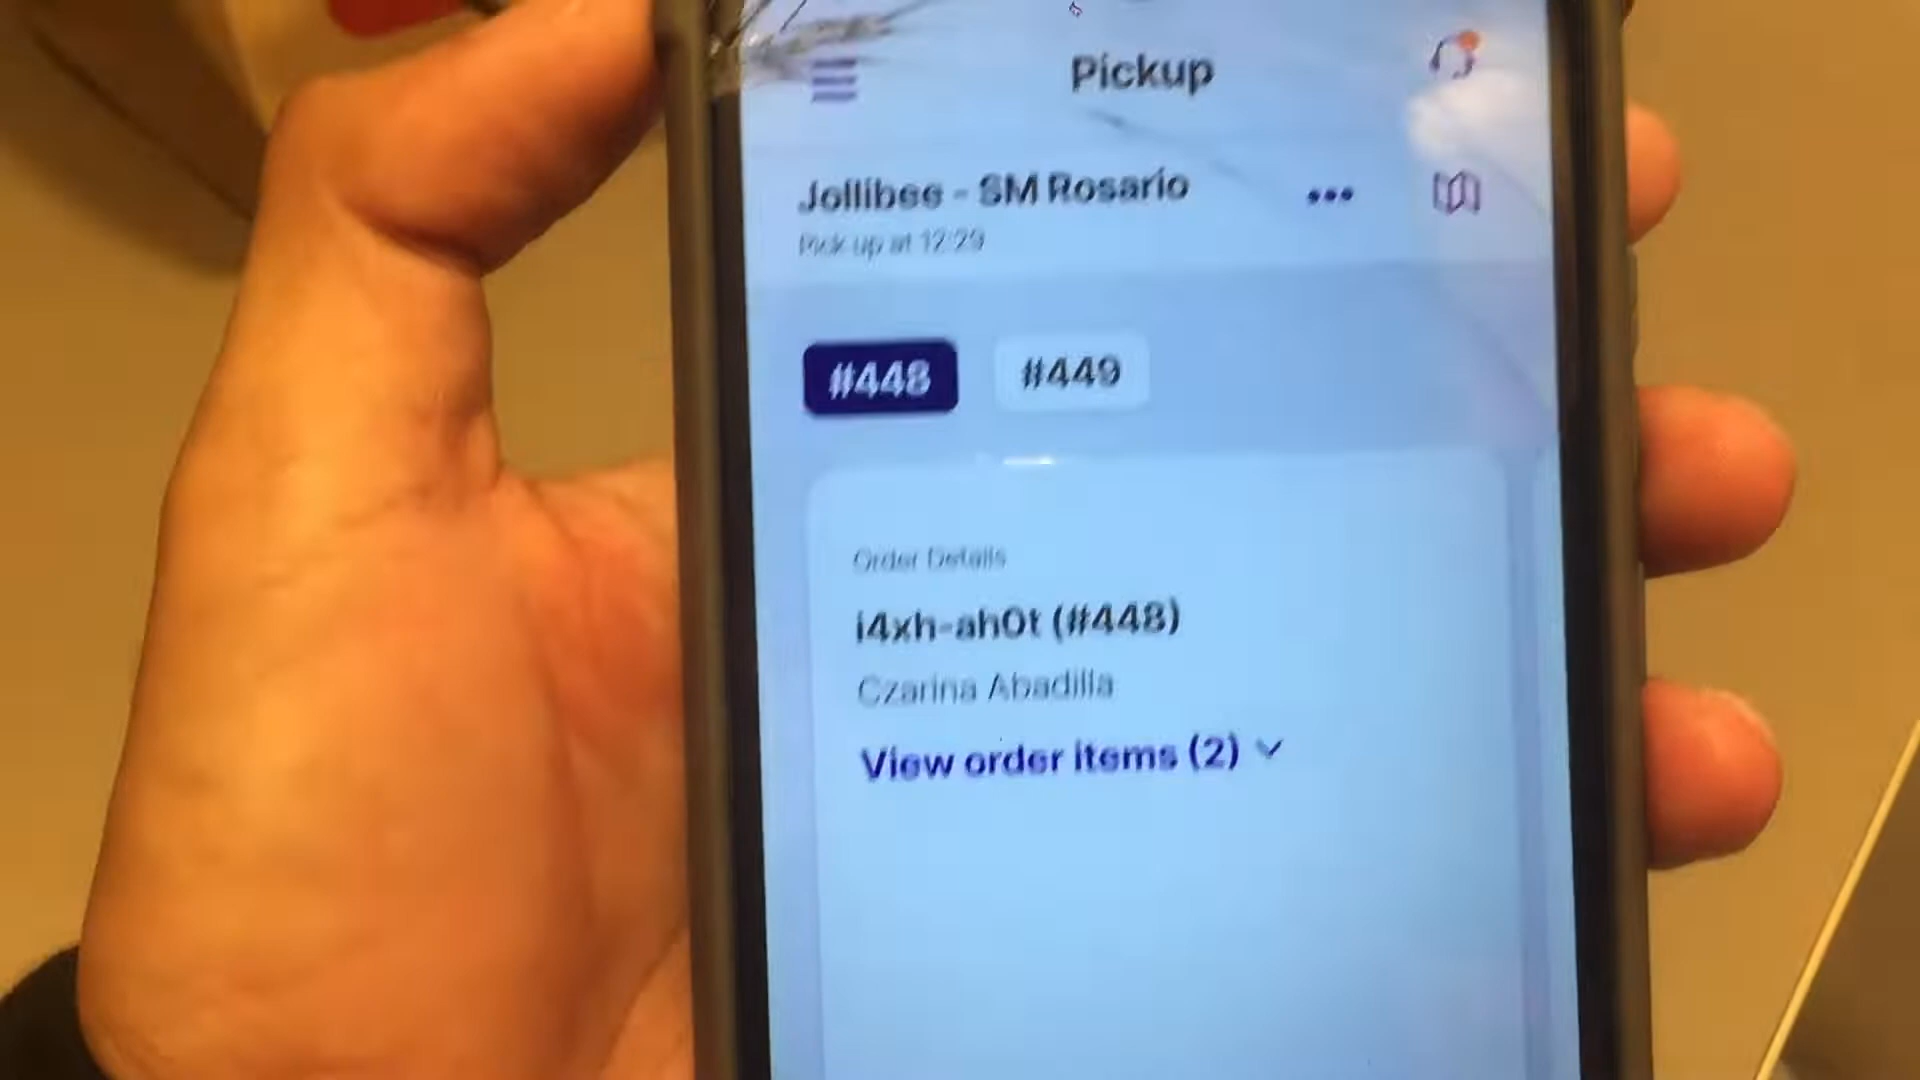 Pickup
Jollibee - SM Rosario
Pick up at 12:29
#448
#449
Order Details
i4xh-ah0t (#448)
Czarina Abadilla
View order items (2)